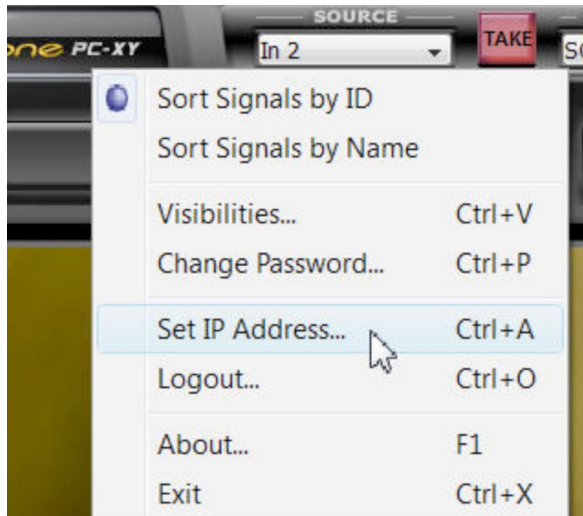 SOURCE
one PC-XY
In 2
TAKE
Sort Signals by ID
Sort Signals by Name
Visibilities... Ctrl+V
Change Password... Ctrl+P
Set IP Address... Ctrl+A
Logout... Ctrl+O
About... F1
Exit Ctrl+X